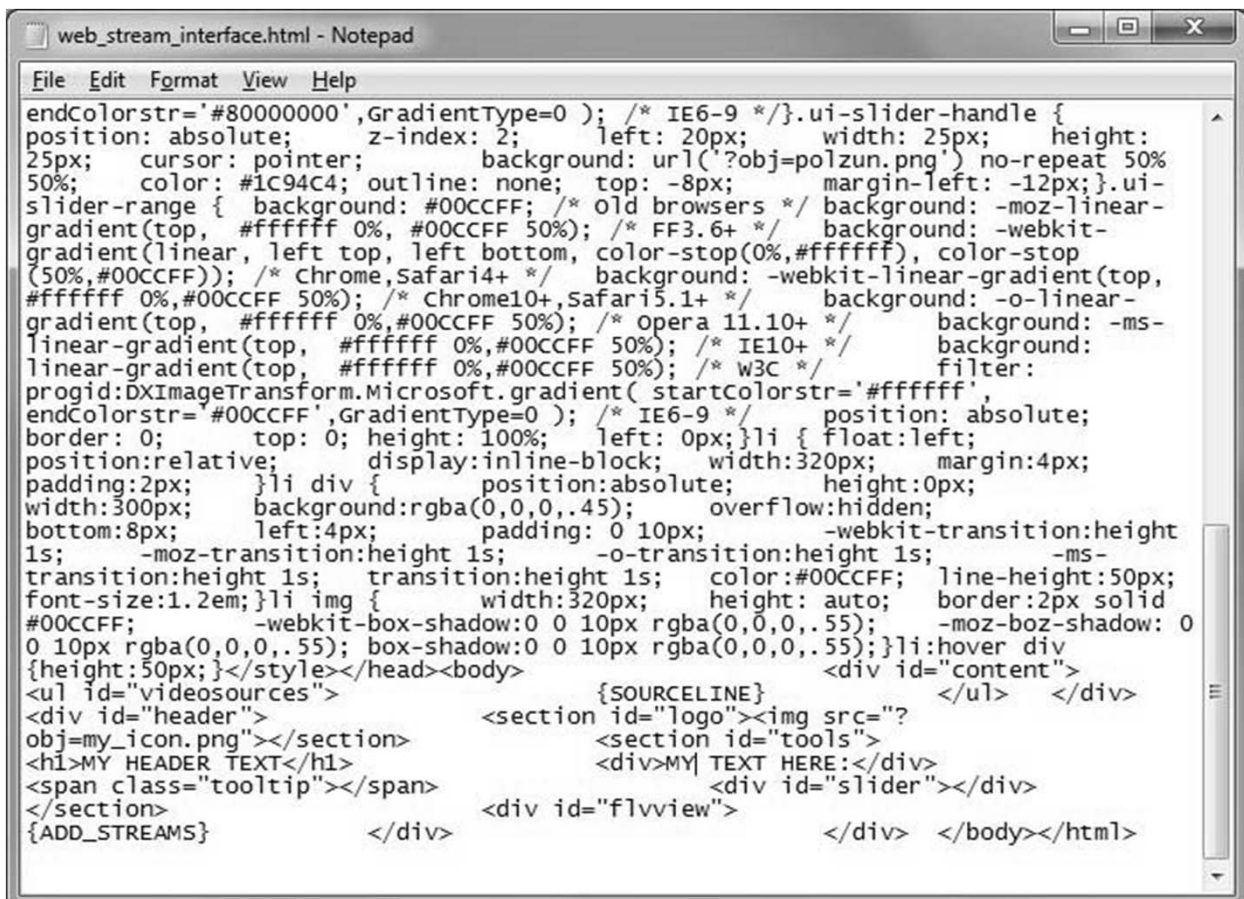 web_stream_interface.html - Notepad
File Edit Format View Help
endColorstr='#80000000',GradientType=0 ); /* IE6-9 */}.ui-slider-handle {
position: absolute; z-index: 2; left: 20px; width: 25px; height:
25px; cursor: pointer; background: url('?obj=polzun.png') no-repeat 50%
50%; color: #1C94C4; outline: none; top: -8px; margin-left: -12px;}.ui-
slider-range { background: #00CCFF; /* Old browsers */ background: -moz-linear-
gradient(top, #ffffff 0%, #00CCFF 50%); /* FF3.6+ */ background: -webkit-
gradient(linear, left top, left bottom, color-stop(0%,#ffffff), color-stop
(50%,#00CCFF)); /* Chrome,Safari4+ */ background: -webkit-linear-gradient(top,
#ffffff 0%,#00CCFF 50%); /* Chrome10+,Safari5.1+ */ background: -o-linear-
gradient(top, #ffffff 0%,#00CCFF 50%); /* Opera 11.10+ */ background: -ms-
linear-gradient(top, #ffffff 0%,#00CCFF 50%); /* IE10+ */ background:
linear-gradient(top, #ffffff 0%,#00CCFF 50%); /* W3C */ filter:
progid:DXImageTransform.Microsoft.gradient( startColorstr='#ffffff',
endColorstr='#00CCFF',GradientType=0 ); /* IE6-9 */ position: absolute;
border: 0; top: 0; height: 100%; left: 0px;}li { float:left;
position:relative; display:inline-block; width:320px; margin:4px;
padding:2px; }li div { position:absolute; height:0px;
width:300px; background:rgba(0,0,0,.45); overflow:hidden;
bottom:8px; left:4px; padding: 0 10px; -webkit-transition:height
1s; -moz-transition:height 1s; -o-transition:height 1s; -ms-
transition:height 1s; transition:height 1s; color:#00CCFF; line-height:50px;
font-size:1.2em;}li img { width:320px; height: auto; border:2px solid
#00CCFF; -webkit-box-shadow:0 0 10px rgba(0,0,0,.55); -moz-boz-shadow: 0
0 10px rgba(0,0,0,.55); box-shadow:0 0 10px rgba(0,0,0,.55);}li:hover div
{height:50px;}</style></head><body> <div id="content">
<ul id="videosources"> {SOURCELINE} </ul> </div>
<div id="header"> <section id="logo"><img src="?
obj=my_icon.png"></section> <section id="tools">
<h1>MY HEADER TEXT</h1> <div>MY TEXT HERE:</div>
<span class="tooltip"></span> <div id="slider"></div>
</section> <div id="flvview">
{ADD_STREAMS} </div> </div> </body></html>